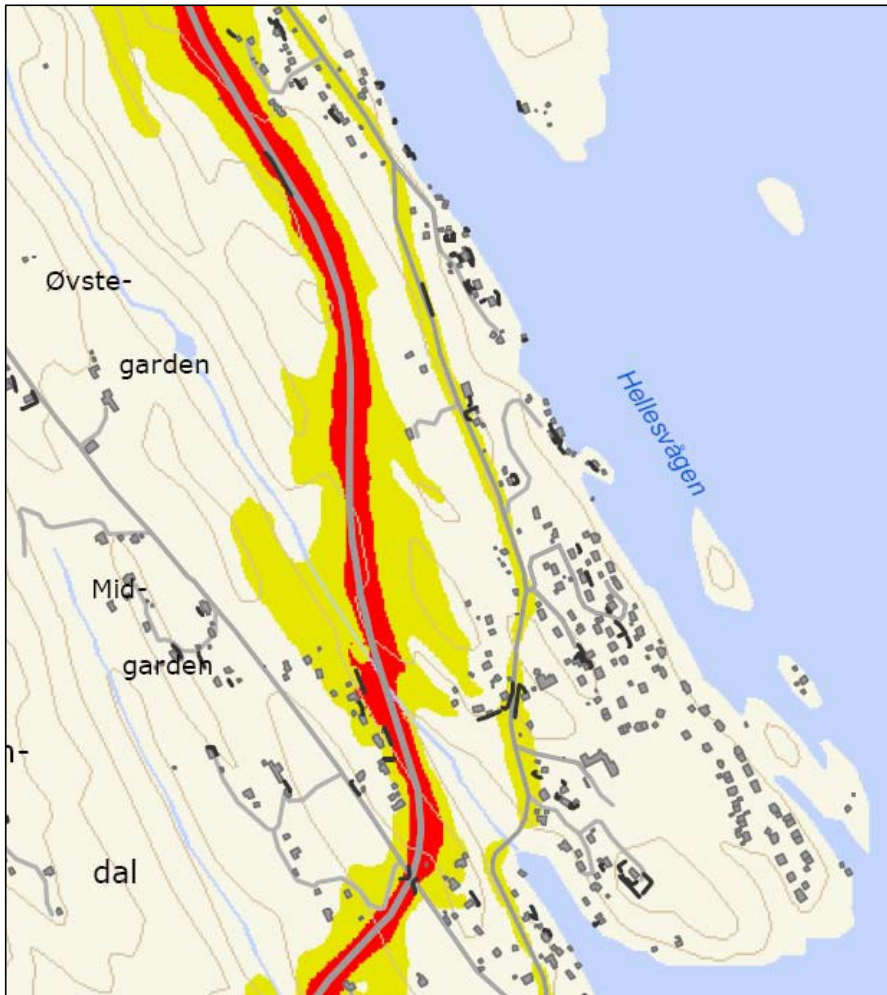 Øvste-
garden
Hellesvågen
Mid-
garden
n-
dal